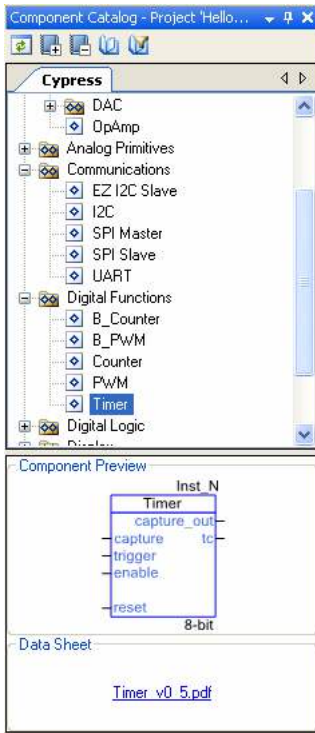 Component Catalog - Project 'Hello...
Cypress
DAC
OpAmp
Analog Primitives
Communications
EZ I2C Slave
I2C
SPI Master
SPI Slave
UART
Digital Functions
B_Counter
B_PWM
Counter
PWM
Timer
Digital Logic
Display
Component Preview
Inst_N
Timer
capture_out
capture tc
trigger
enable
reset
8-bit
Data Sheet
Timer_v0_5.pdf